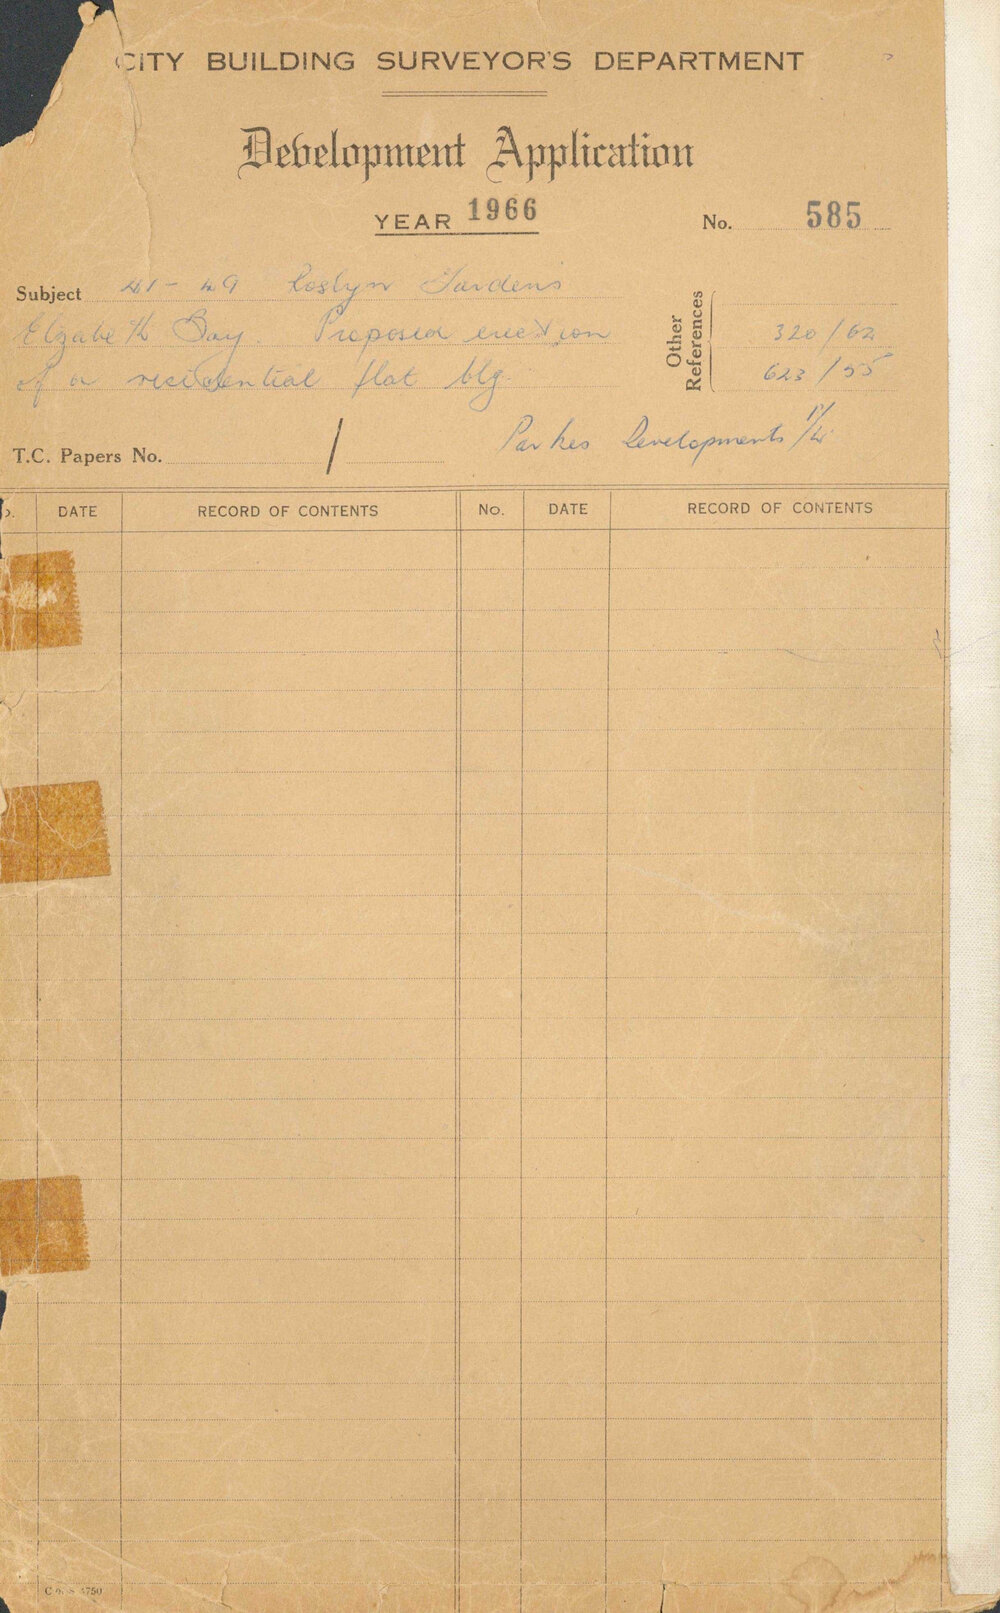 CITY BUILDING SURVEYOR'S DEPARTMENT
Development Application
YEAR 1966
No. 585
Subject 41-49 Roslyn Gardens
Elizabeth Bay. Proposed erection
of a residential flat blg.
Other References
320/62
623/55
Parkes Developments P/L
T.C. Papers No. /
DATE RECORD OF CONTENTS No. DATE RECORD OF CONTENTS